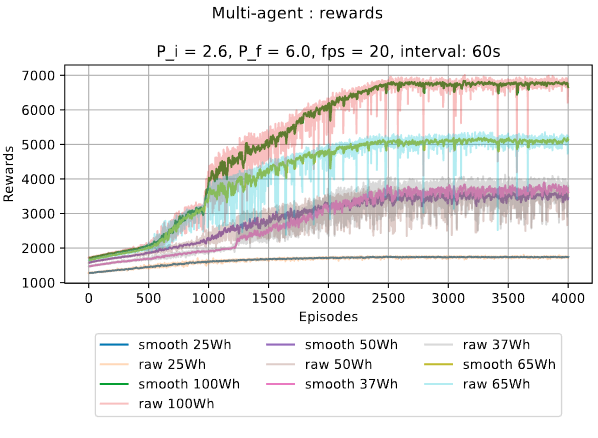 Multi-agent : rewards
P_i = 2.6, P_f = 6.0, fps = 20, interval: 60s
7000
6000
5000
4000
3000
2000
1000
Rewards
0 500 1000 1500 2000 2500 3000 3500 4000
Episodes
smooth 25Wh smooth 50Wh raw 37Wh
raw 25Wh raw 50Wh smooth 65Wh
smooth 100Wh smooth 37Wh raw 65Wh
raw 100Wh